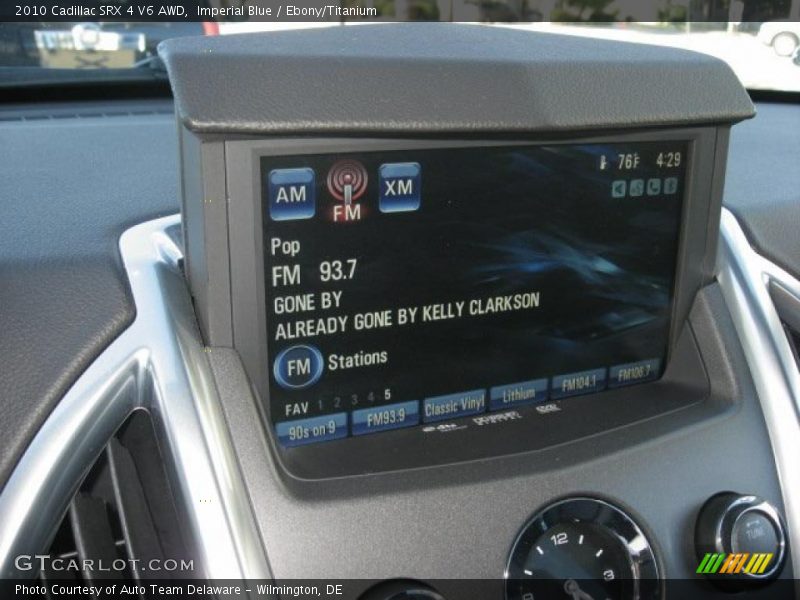 2010 Cadillac SRX 4 V6 AWD, Imperial Blue / Ebony/Titanium
AM
FM
XM
76F 4:29
Pop
FM 93.7
GONE BY
ALREADY GONE BY KELLY CLARKSON
FM Stations
FAV 1 2 3 4 5
90s on 9
FM93.9
Classic Vinyl
Lithium
FM104.1
FM106.7
12
3
TUNE
GTCARLOT.COM
Photo Courtesy of Auto Team Delaware - Wilmington, DE